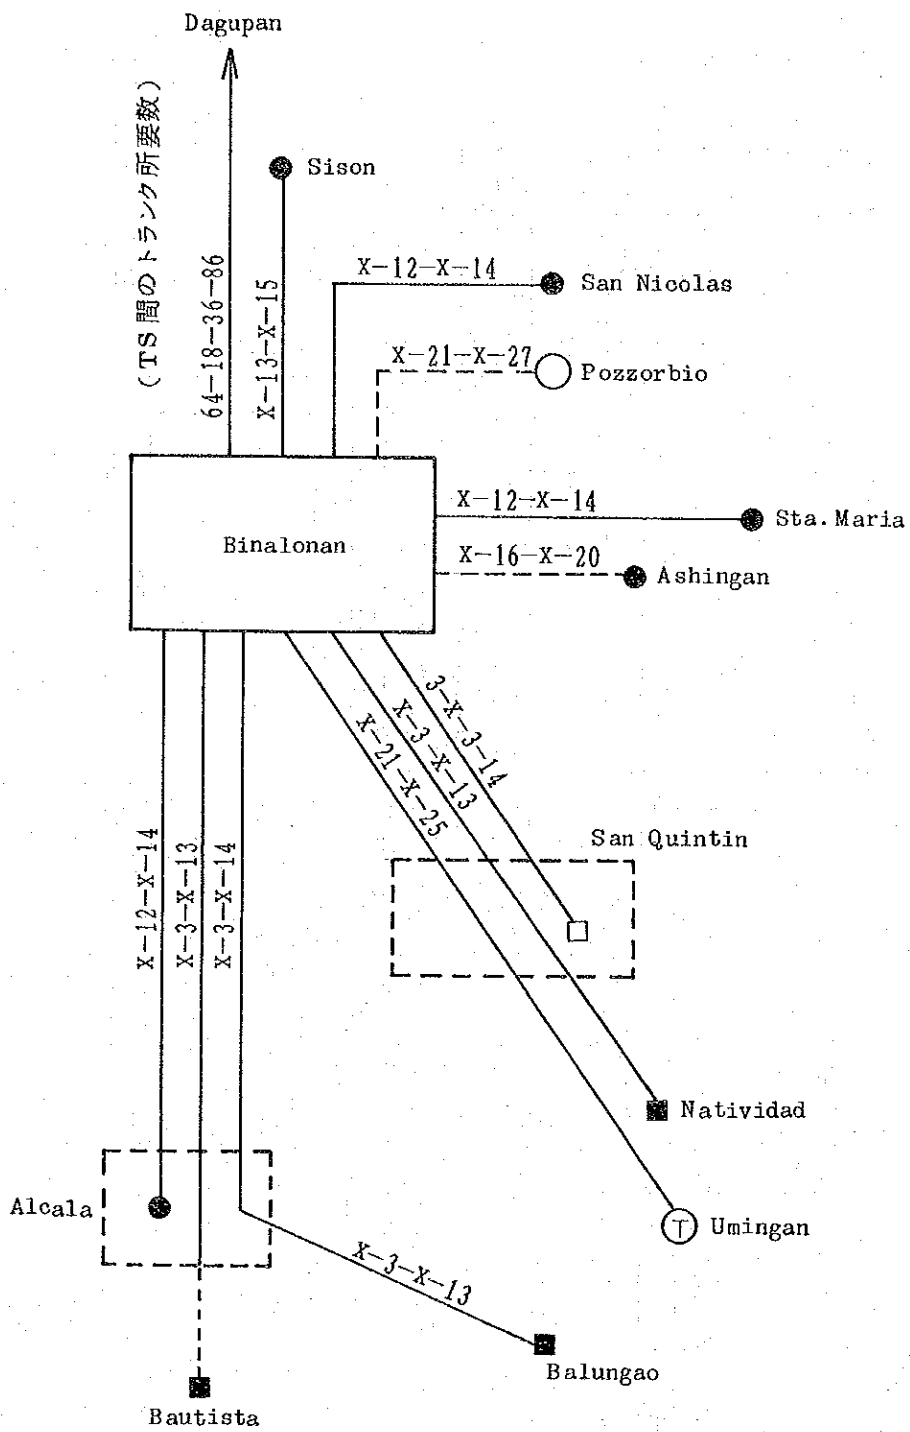 Dagupan
(TS間のトランク所要数)
64-18-36-86
Sison
X-13-X-15
X-12-X-14
San Nicolas
X-21-X-27
Pozzorbio
Binalonan
X-12-X-14
Sta.Maria
X-16-X-20
Ashingan
3-X-3-14
X-3-X-13
X-21-X-25
San Quintin
X-12-X-14
X-3-X-13
X-3-X-14
Natividad
Alcala
T
Umingan
X-3-X-13
Balungao
Bautista